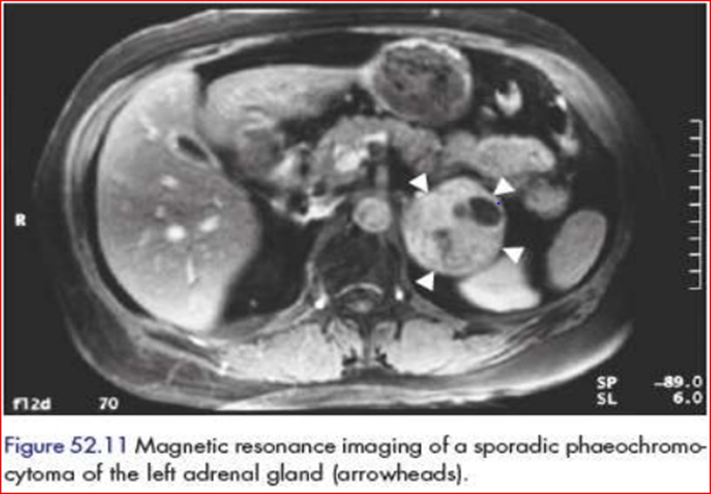 R
SP -89.0
SL 6.0
f12d 70
Figure 52.11 Magnetic resonance imaging of a sporadic phaeochromo-
cytoma of the left adrenal gland (arrowheads).